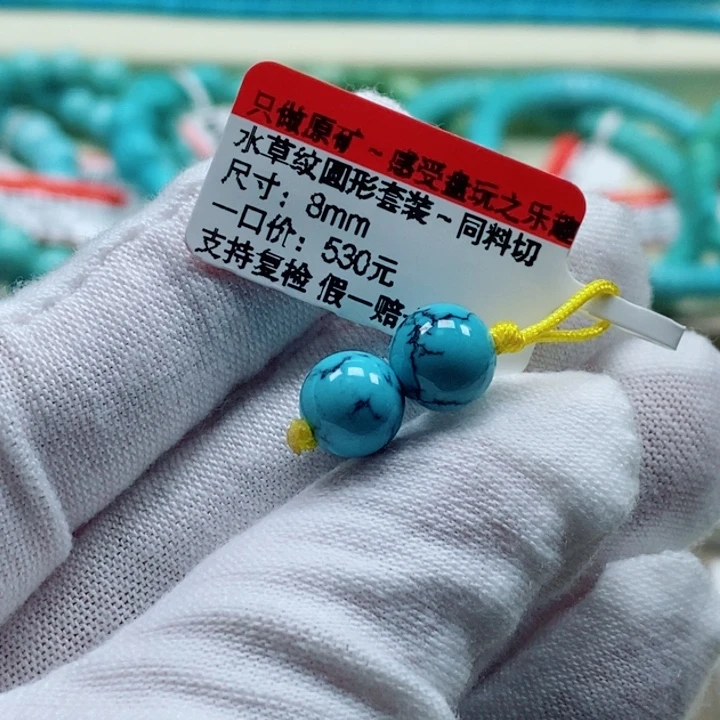 只做原矿~感受盘玩之乐趣
水草纹圆形套装~同料切
尺寸：8mm
一口价：530元
支持复检 假一赔